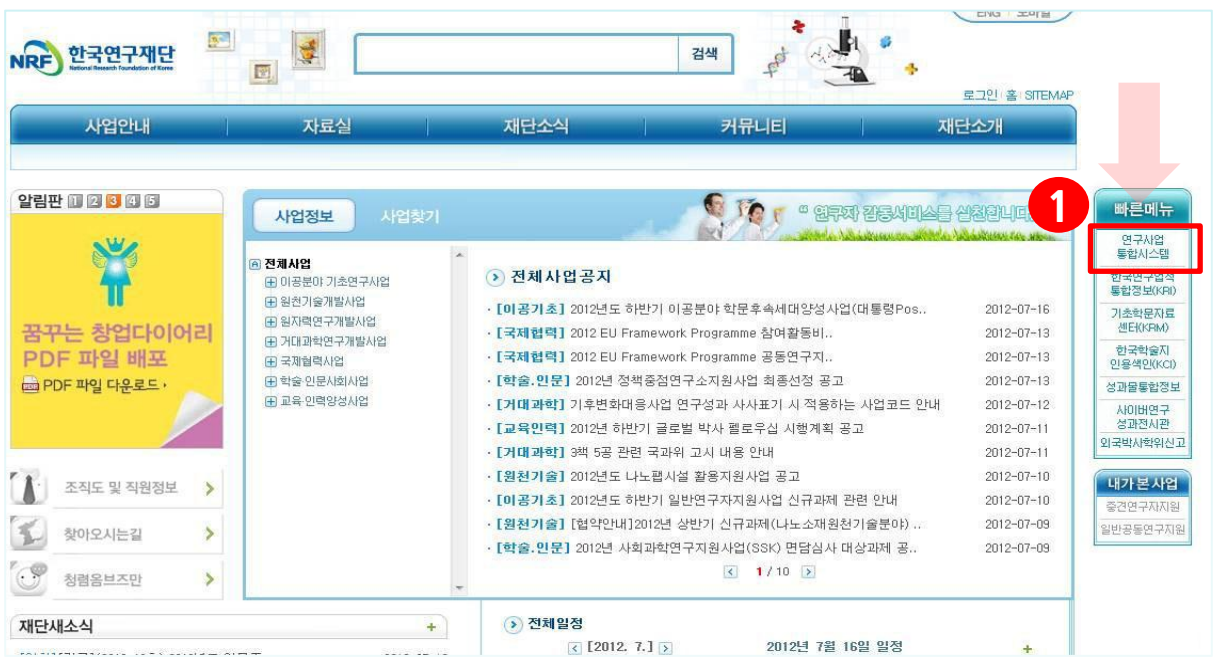 ENG 모바일
NRF 한국연구재단
National Research Foundation of Korea
검색
로그인 홈 SITEMAP
사업안내 자료실 재단소식 커뮤니티 재단소개
알림판 1 2 3 4 5
꿈꾸는 창업다이어리
PDF 파일 배포
PDF 파일 다운로드
조직도 및 직원정보
찾아오시는길
청렴옴브즈만
재단새소식 +
사업정보 사업찾기
“ 연구자 감동서비스를 실천합니다
전체사업
이공분야 기초연구사업
원천기술개발사업
원자력연구개발사업
거대과학연구개발사업
국제협력사업
학술 인문사회사업
교육 인력양성사업
전체사업공지
· [이공기초] 2012년도 하반기 이공분야 학문후속세대양성사업(대통령Pos.. 2012-07-16
· [국제협력] 2012 EU Framework Programme 참여활동비.. 2012-07-13
· [국제협력] 2012 EU Framework Programme 공동연구지.. 2012-07-13
· [학술.인문] 2012년 정책중점연구소지원사업 최종선정 공고 2012-07-13
· [거대과학] 기후변화대응사업 연구성과 사사표기 시 적용하는 사업코드 안내 2012-07-12
· [교육인력] 2012년 하반기 글로벌 박사 펠로우십 시행계획 공고 2012-07-11
· [거대과학] 3책 5공 관련 국과위 고시 내용 안내 2012-07-11
· [원천기술] 2012년도 나노팹시설 활용지원사업 공고 2012-07-10
· [이공기초] 2012년도 하반기 일반연구자지원사업 신규과제 관련 안내 2012-07-10
· [원천기술] [협약안내]2012년 상반기 신규과제(나노소재원천기술분야) .. 2012-07-09
· [학술.인문] 2012년 사회과학연구지원사업(SSK) 면담심사 대상과제 공.. 2012-07-09
1 / 10
전체일정
[2012. 7.] 2012년 7월 16일 일정 +
1
빠른메뉴
연구사업
통합시스템
한국연구업적
통합정보(KRI)
기초학문자료
센터(KRM)
한국학술지
인용색인(KCI)
성과물통합정보
사이버연구
성과전시관
외국박사학위신고
내가 본 사업
중견연구자지원
일반공동연구지원